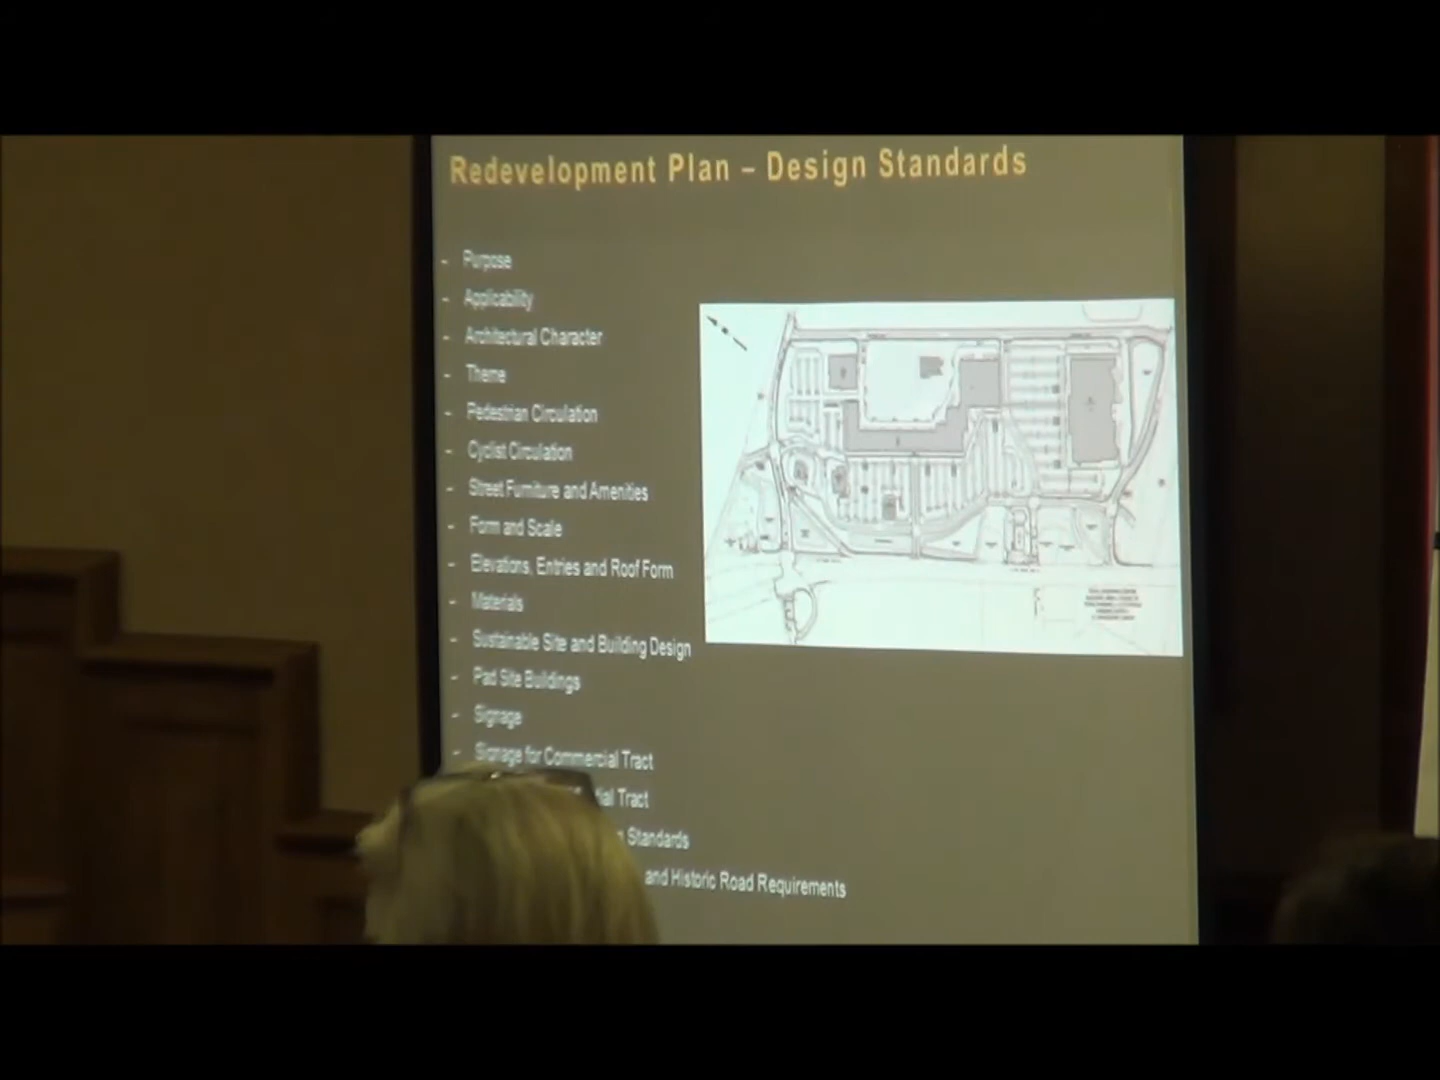 Redevelopment Plan – Design Standards
- Purpose
- Applicability
- Architectural Character
- Theme
- Pedestrian Circulation
- Cyclist Circulation
- Street Furniture and Amenities
- Form and Scale
- Elevations, Entries and Roof Form
- Materials
- Sustainable Site and Building Design
- Pad Site Buildings
- Signage
- Signage for Commercial Tract
Tract
Standards
and Historic Road Requirements